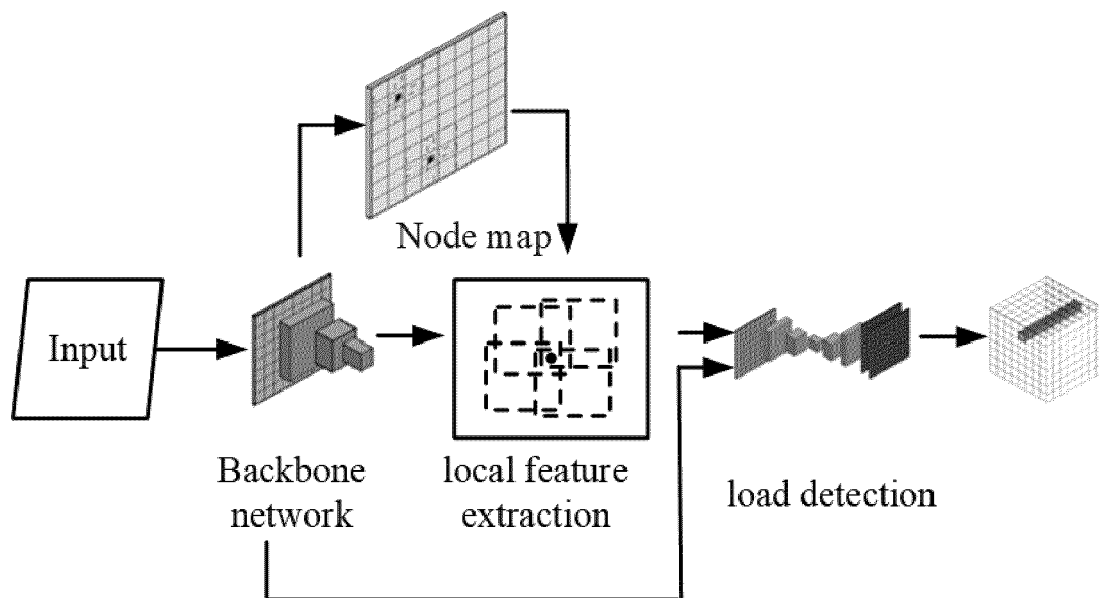 Node map
Input
Backbone
network
local feature
extraction
load detection